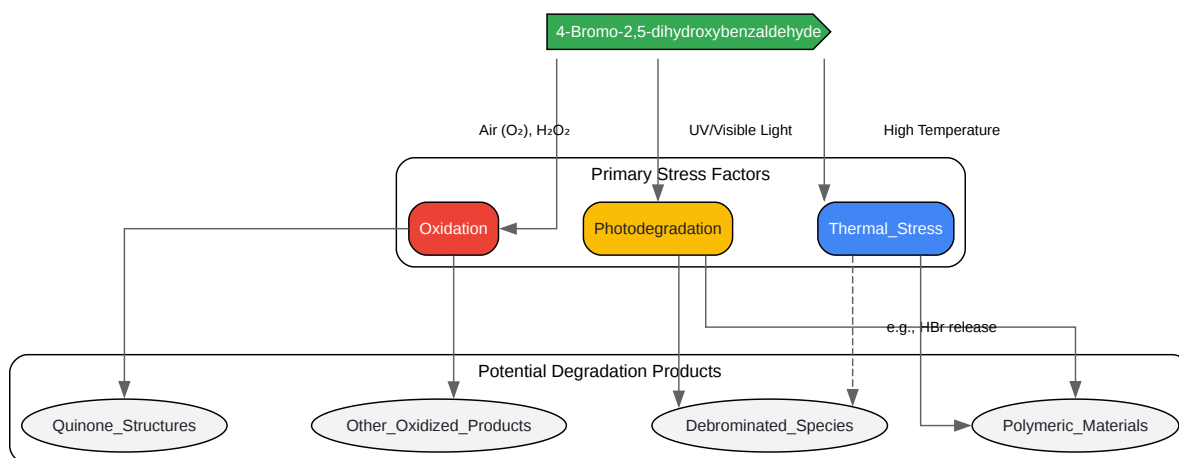 4-Bromo-2,5-dihydroxybenzaldehyde
Air (O₂), H₂O₂
UV/Visible Light
High Temperature
Primary Stress Factors
Oxidation
Photodegradation
Thermal_Stress
e.g., HBr release
Potential Degradation Products
Quinone_Structures
Other_Oxidized_Products
Debrominated_Species
Polymeric_Materials